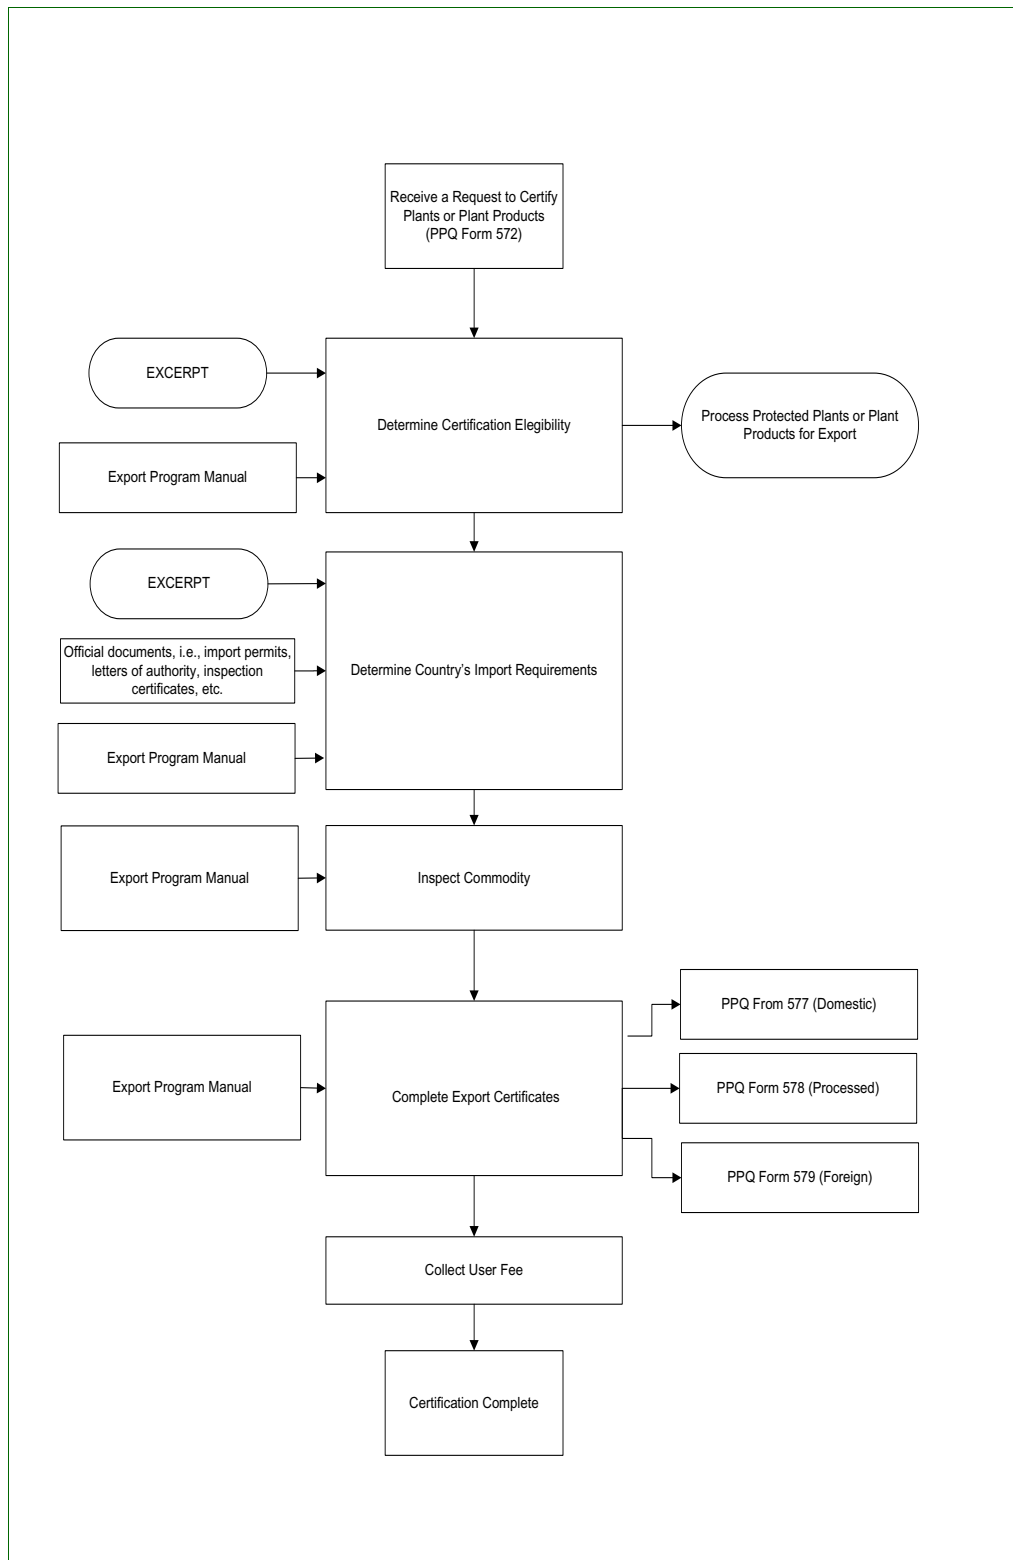 Receive a Request to Certify
Plants or Plant Products
(PPQ Form 572)
EXCERPT
Determine Certification Elegibility
Process Protected Plants or Plant
Products for Export
Export Program Manual
EXCERPT
Official documents, i.e., import permits,
letters of authority, inspection
certificates, etc.
Determine Country's Import Requirements
Export Program Manual
Export Program Manual
Inspect Commodity
PPQ From 577 (Domestic)
Export Program Manual
Complete Export Certificates
PPQ Form 578 (Processed)
PPQ Form 579 (Foreign)
Collect User Fee
Certification Complete